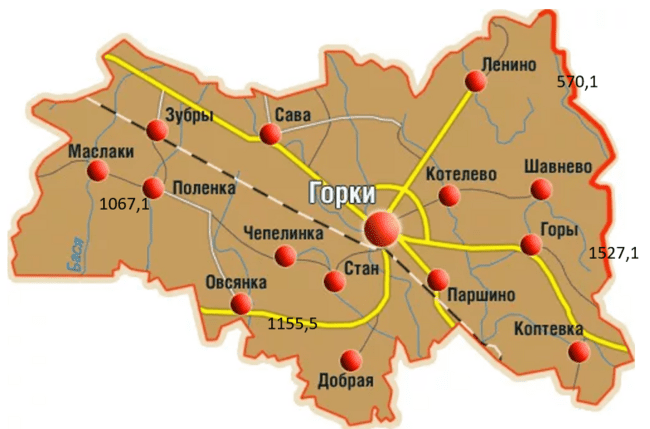 Ленино
570,1
Зубры
Сава
Маслаки
Котелево
Шавнево
Поленка
Горки
1067,1
Чепелинка
Горы
1527,1
Бася
Стан
Овсянка
Паршино
1155,5
Коптевка
Добрая